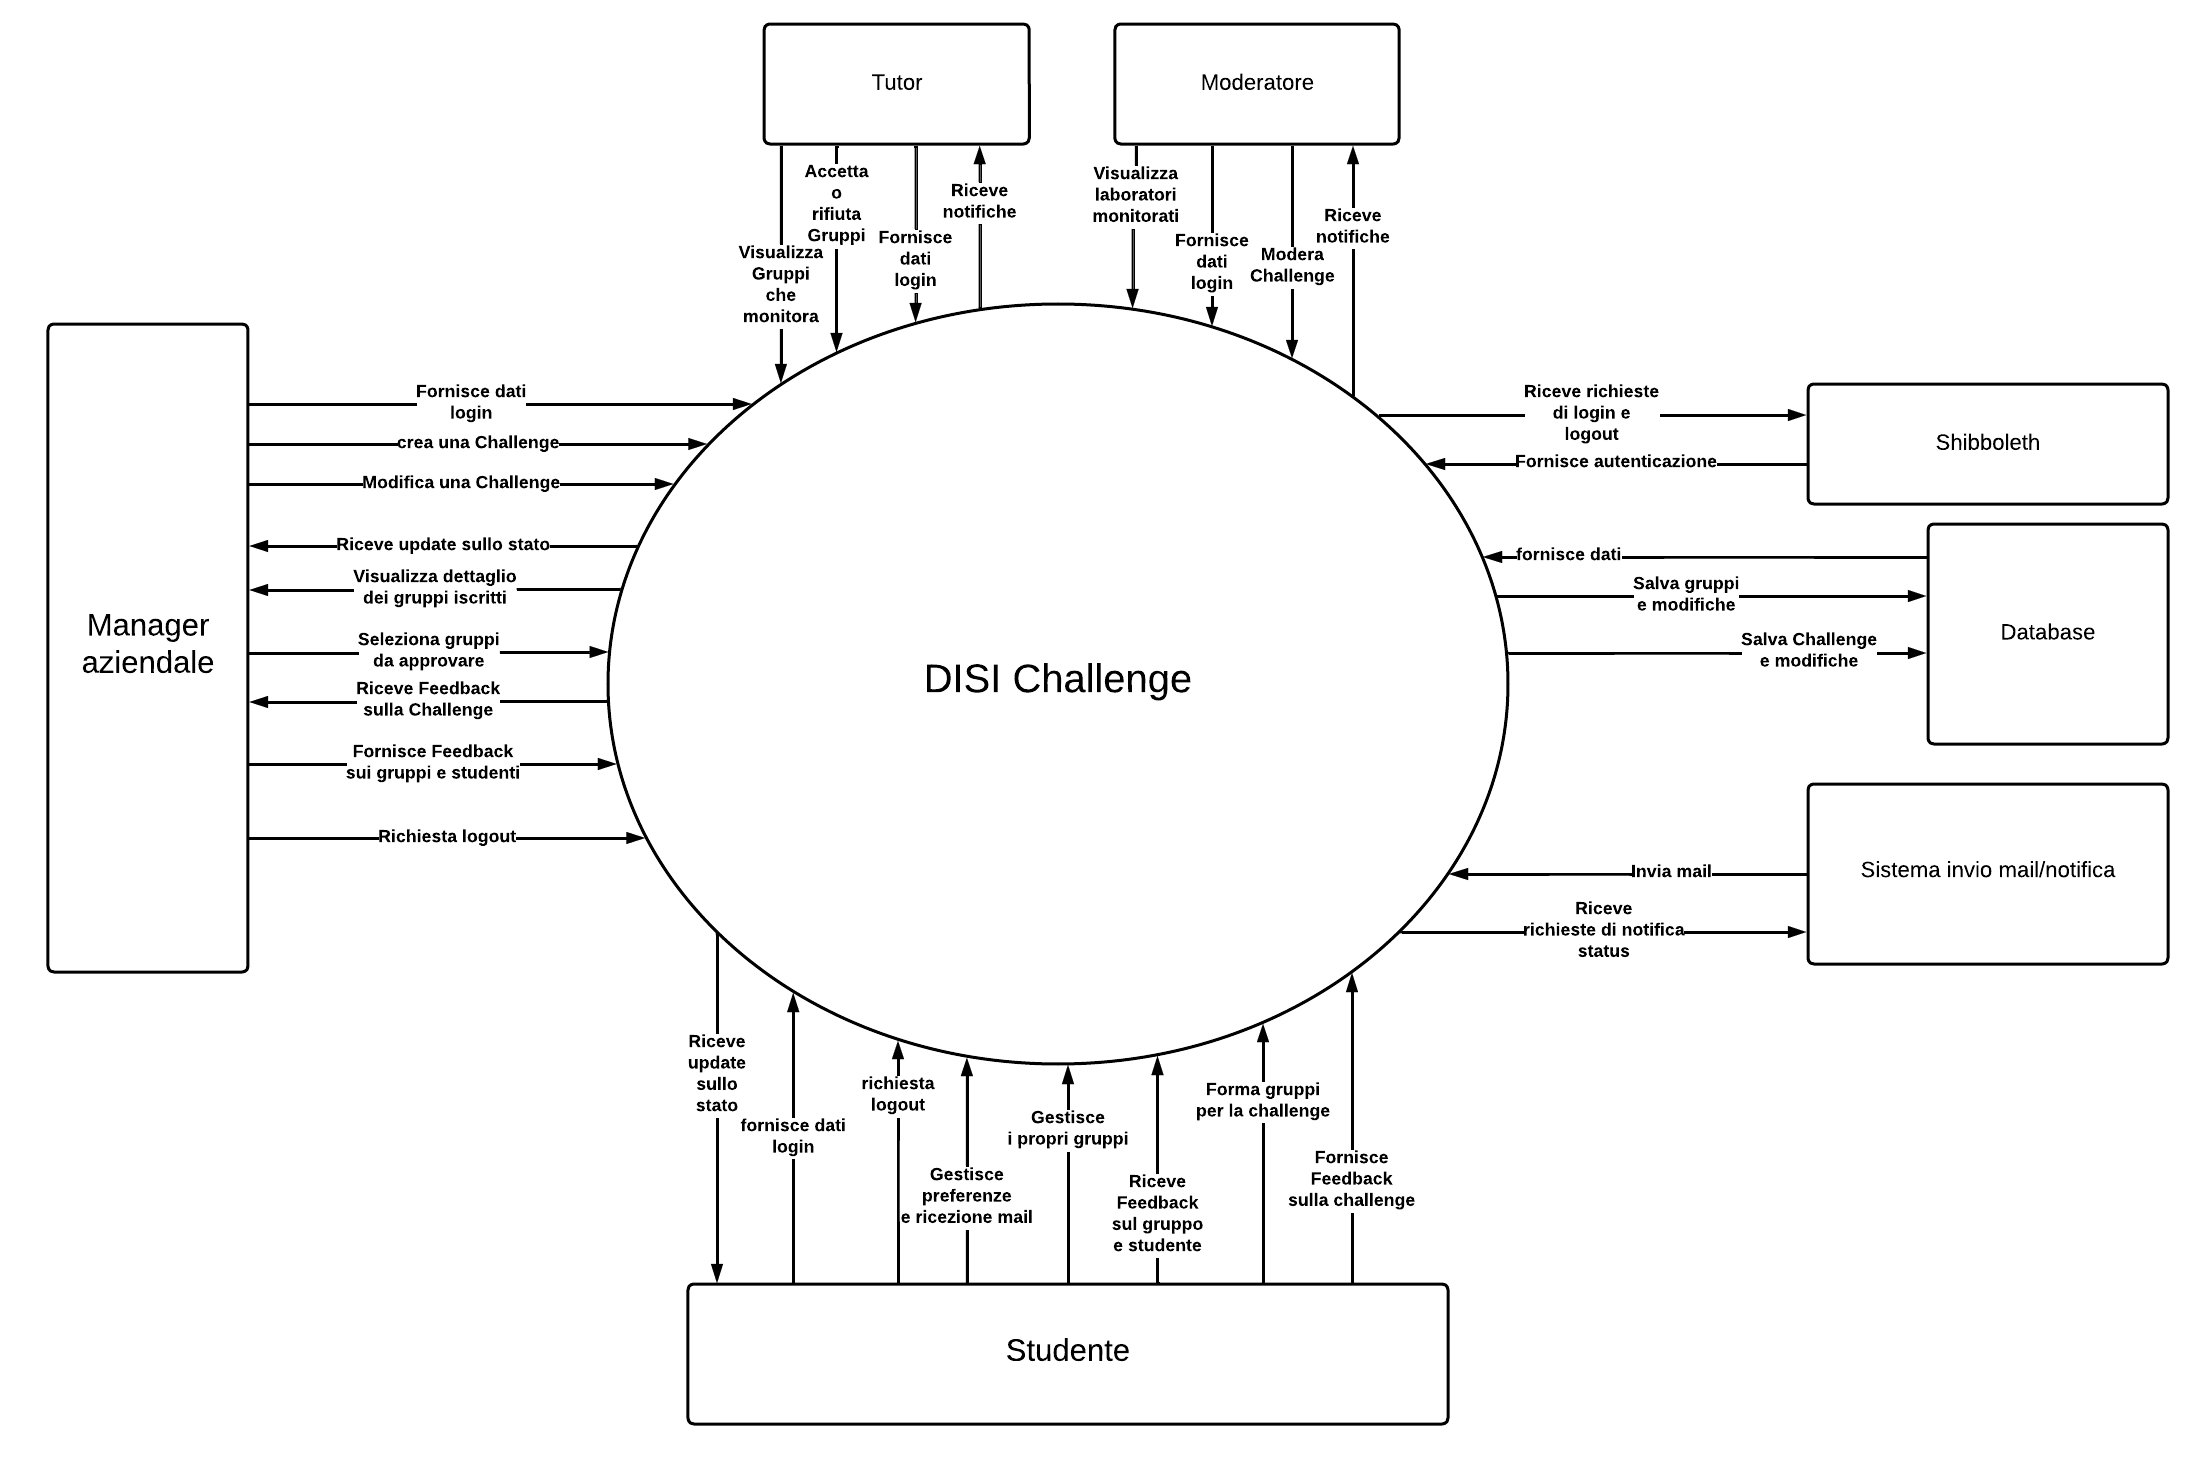 Tutor
Moderatore
Visualizza
Gruppi
che
monitora
Accetta
o
rifiuta
Gruppi
Fornisce
dati
login
Riceve
notifiche
Visualizza
laboratori
monitorati
Fornisce
dati
login
Modera
Challenge
Riceve
notifiche
Manager
aziendale
Fornisce dati
login
crea una Challenge
Modifica una Challenge
Riceve update sullo stato
Visualizza dettaglio
dei gruppi iscritti
Seleziona gruppi
da approvare
Riceve Feedback
sulla Challenge
Fornisce Feedback
sui gruppi e studenti
Richiesta logout
DISI Challenge
Riceve richieste
di login e
logout
Fornisce autenticazione
Shibboleth
fornisce dati
Salva gruppi
e modifiche
Salva Challenge
e modifiche
Database
Invia mail
Riceve
richieste di notifica
status
Sistema invio mail/notifica
Riceve
update
sullo
stato
fornisce dati
login
richiesta
logout
Gestisce
preferenze
e ricezione mail
Gestisce
i propri gruppi
Riceve
Feedback
sul gruppo
e studente
Forma gruppi
per la challenge
Fornisce
Feedback
sulla challenge
Studente